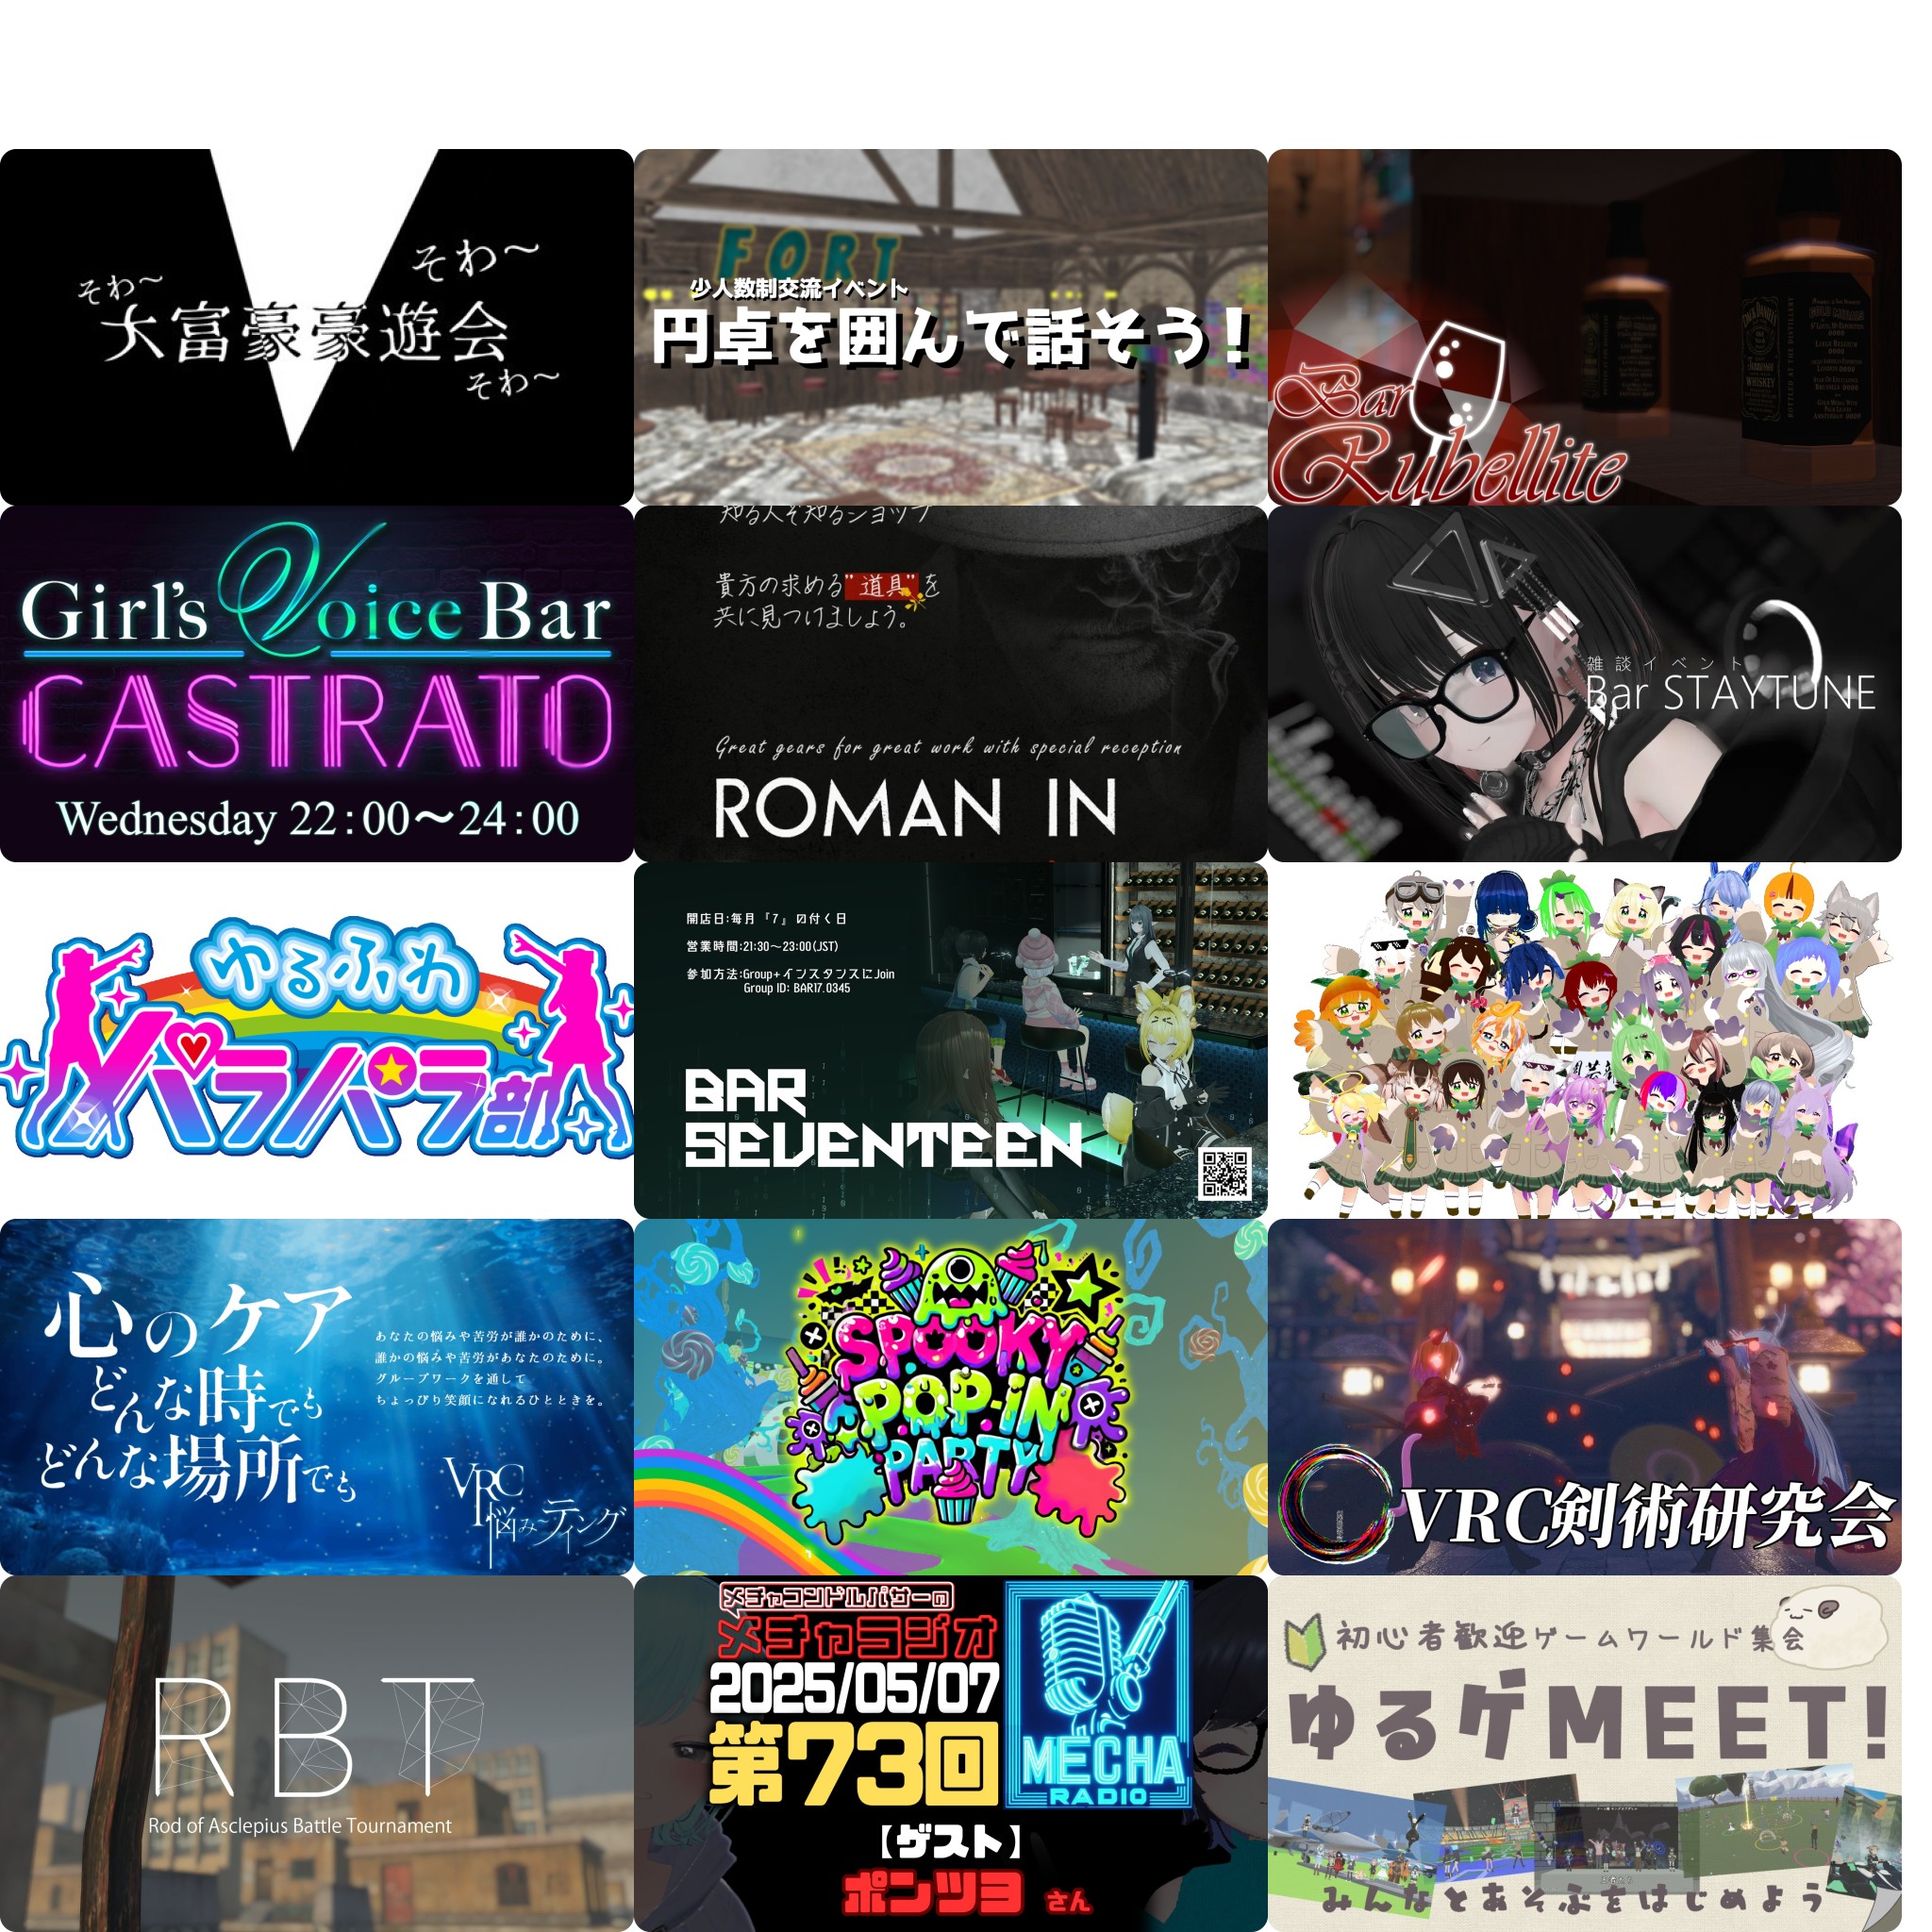 そわ〜
そわ〜
大富豪豪遊会
そわ〜
FORT
少人数制交流イベント
円卓を囲んで話そう！
Bar
Rubellite
Girl's Voice Bar
CASTRATO
Wednesday 22：00〜24：00
知る人ぞ知るショップ
貴方の求める"道具"を
共に見つけましょう。
Great gears for great work with special reception
ROMAN IN
雑談イベント
Bar STAYTUNE
ゆるふわ
パラパラ部
開店日:毎月『7』の付く日
営業時間:21:30〜23:00(JST)
参加方法:Group+インスタンスにJoin
Group ID: BAR17.0345
BAR
SEVENTEEN
心のケア
どんな時でも
どんな場所でも
あなたの悩みや苦労が誰かのために、
誰かの悩みや苦労があなたのために。
グループワークを通して
ちょっぴり笑顔になれるひとときを。
VRC
悩みーティング
SPOOKY
POP-IN
PARTY
VRC剣術研究会
RBT
Rod of Asclepius Battle Tournament
メチャコンドルパサーの
メチャラジオ
2025/05/07
第73回
MECHA
RADIO
【ゲスト】
ポンツヨ さん
初心者歓迎ゲームワールド集会
ゆるゲMEET!
みんなとあそぶをはじめよう